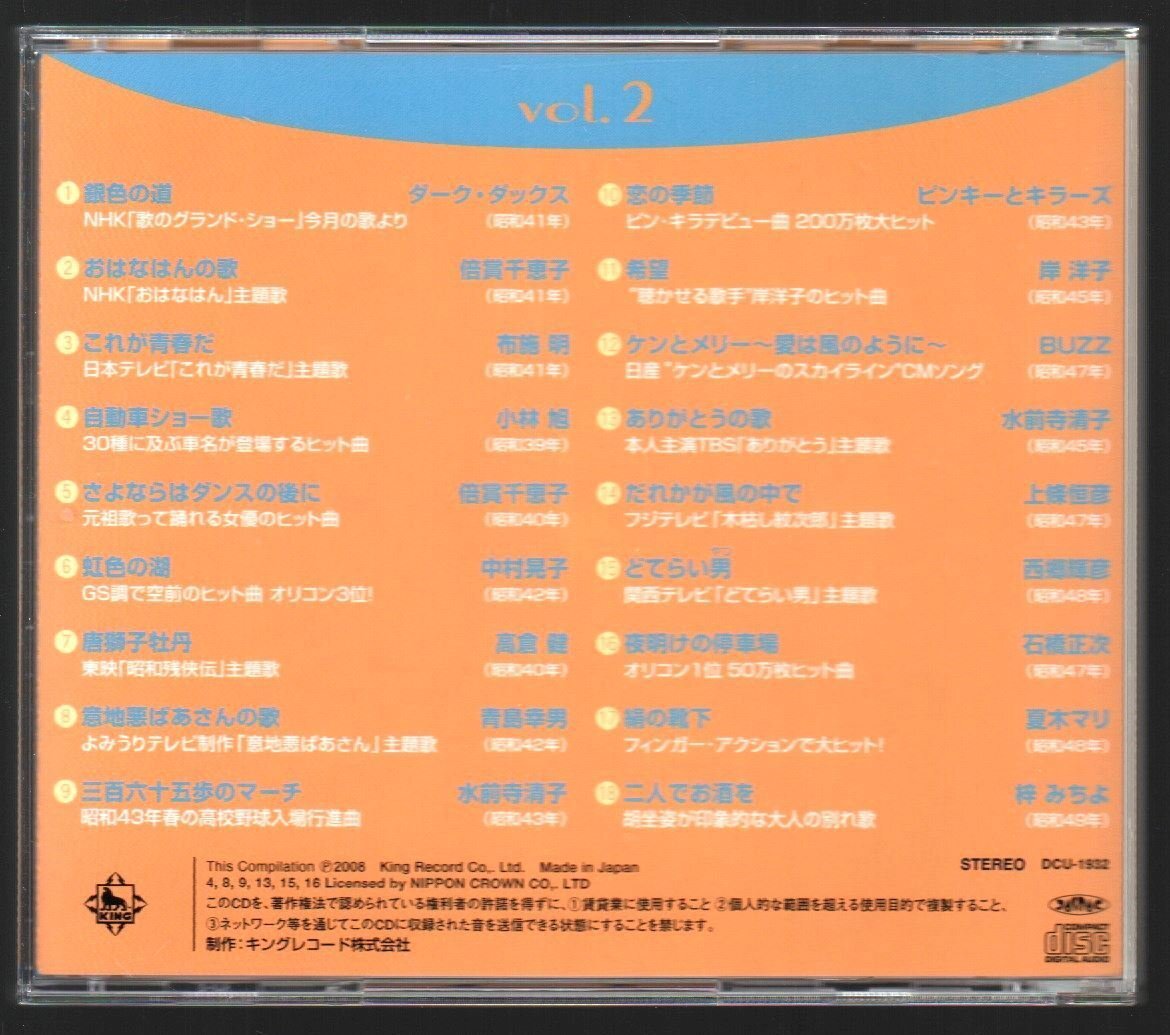 vol. 2
① 銀色の道 ダーク・ダックス
NHK「歌のグランド・ショー」今月の歌より (昭和41年)
② おはなはんの歌 倍賞千恵子
NHK「おはなはん」主題歌 (昭和41年)
③ これが青春だ 布施 明
日本テレビ「これが青春だ」主題歌 (昭和41年)
④ 自動車ショー歌 小林 旭
30種に及ぶ車名が登場するヒット曲 (昭和39年)
⑤ さよならはダンスの後に 倍賞千恵子
元祖歌って踊れる女優のヒット曲 (昭和40年)
⑥ 虹色の湖 中村晃子
GS調で空前のヒット曲 オリコン3位! (昭和42年)
⑦ 唐獅子牡丹 高倉 健
東映「昭和残侠伝」主題歌 (昭和40年)
⑧ 意地悪ばあさんの歌 青島幸男
よみうりテレビ制作「意地悪ばあさん」主題歌 (昭和42年)
⑨ 三百六十五歩のマーチ 水前寺清子
昭和43年春の高校野球入場行進曲 (昭和43年)
⑩ 恋の季節 ピンキーとキラーズ
ピン・キラデビュー曲 200万枚大ヒット (昭和43年)
⑪ 希望 岸 洋子
"聴かせる歌手"岸洋子のヒット曲 (昭和45年)
⑫ ケンとメリー～愛は風のように～ BUZZ
日産"ケンとメリーのスカイライン"CMソング (昭和47年)
⑬ ありがとうの歌 水前寺清子
本人主演TBS「ありがとう」主題歌 (昭和45年)
⑭ だれかが風の中で 上條恒彦
フジテレビ「木枯し紋次郎」主題歌 (昭和47年)
やつ
⑮ どてらい男 西郷輝彦
関西テレビ「どてらい男」主題歌 (昭和48年)
⑯ 夜明けの停車場 石橋正次
オリコン1位 50万枚ヒット曲 (昭和47年)
⑰ 絹の靴下 夏木マリ
フィンガー・アクションで大ヒット! (昭和48年)
⑱ 二人でお酒を 梓 みちよ
胡坐姿が印象的な大人の別れ歌 (昭和49年)
KING
This Compilation ℗2008 King Record Co,. Ltd. Made in Japan
4, 8, 9, 13, 15, 16 Licensed by NIPPON CROWN CO,. LTD
このCDを、著作権法で認められている権利者の許諾を得ずに、①賃貸業に使用すること ②個人的な範囲を超える使用目的で複製すること、
③ネットワーク等を通じてこのCDに収録された音を送信できる状態にすることを禁じます。
制作：キングレコード株式会社
STEREO DCU-1932
COMPACT
disc
DIGITAL AUDIO